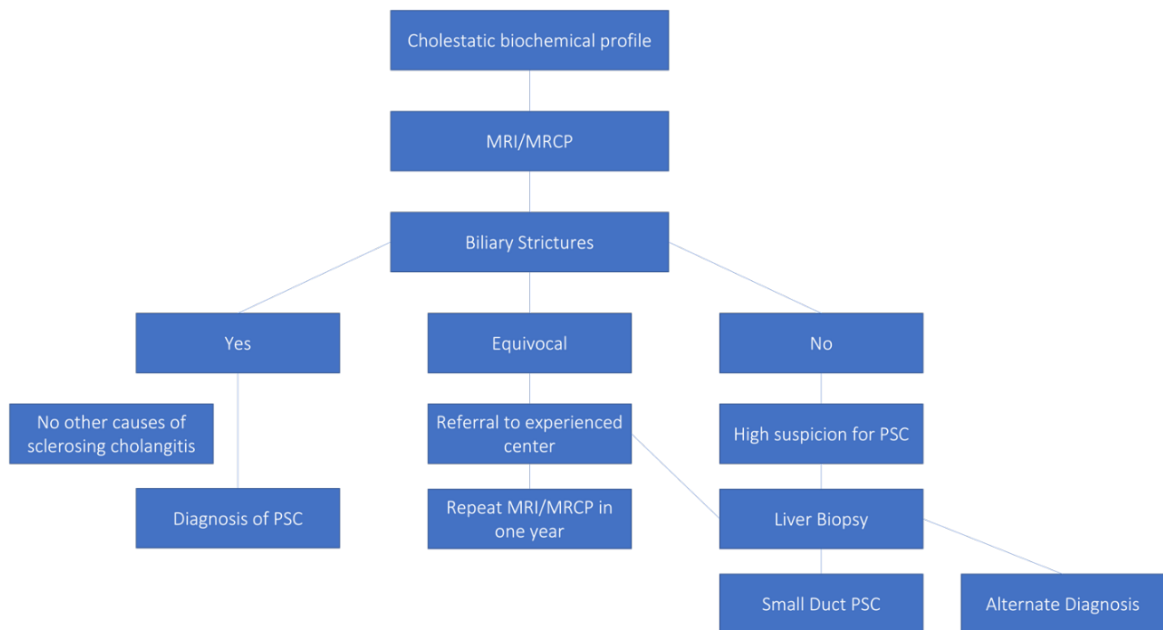 Cholestatic biochemical profile
MRI/MRCP
Biliary Strictures
Yes
Equivocal
No
No other causes of
sclerosing cholangitis
Referral to experienced
center
High suspicion for PSC
Diagnosis of PSC
Repeat MRI/MRCP in
one year
Liver Biopsy
Small Duct PSC
Alternate Diagnosis